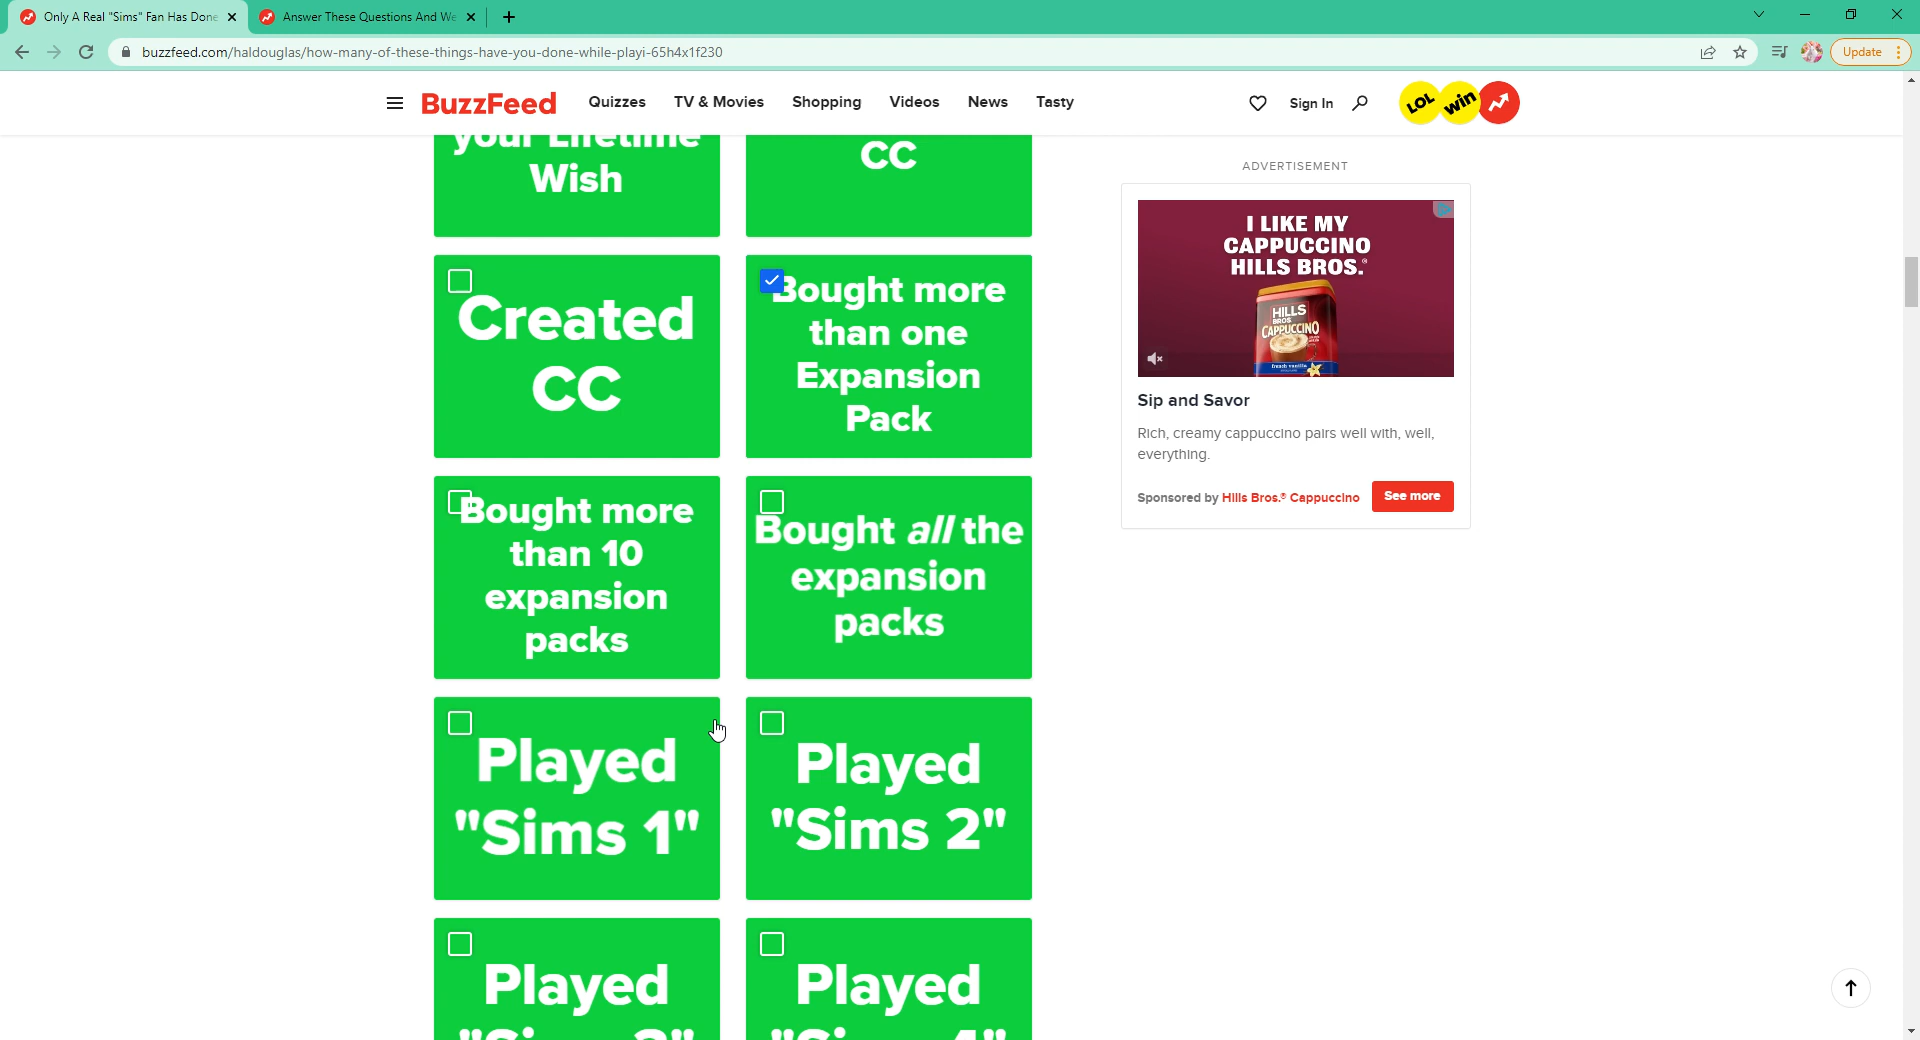 Only A Real "Sims" Fan Has Done
Answer These Questions And We
buzzfeed.com/haldouglas/how-many-of-these-things-have-you-done-while-playi-65h4x1f230
Update
BuzzFeed
Quizzes
TV & Movies
Shopping
Videos
News
Tasty
Sign In
LOL
win
your Lifetime
Wish
CC
Created
CC
Bought more
than one
Expansion
Pack
Bought more
than 10
expansion
packs
Bought all the
expansion
packs
Played
"Sims 1"
Played
"Sims 2"
Played
Played
ADVERTISEMENT
I LIKE MY
CAPPUCCINO
HILLS BROS.®
HILLS
BROS
CAPPUCCINO
french vanilla
Sip and Savor
Rich, creamy cappuccino pairs well with, well,
everything.
Sponsored by Hills Bros.® Cappuccino
See more